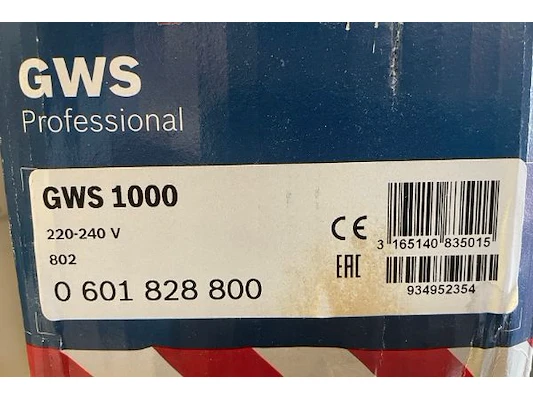 GWS
Professional
GWS 1000
220-240 V
802
0 601 828 800
CE
EAC
3 165140 835015
934952354